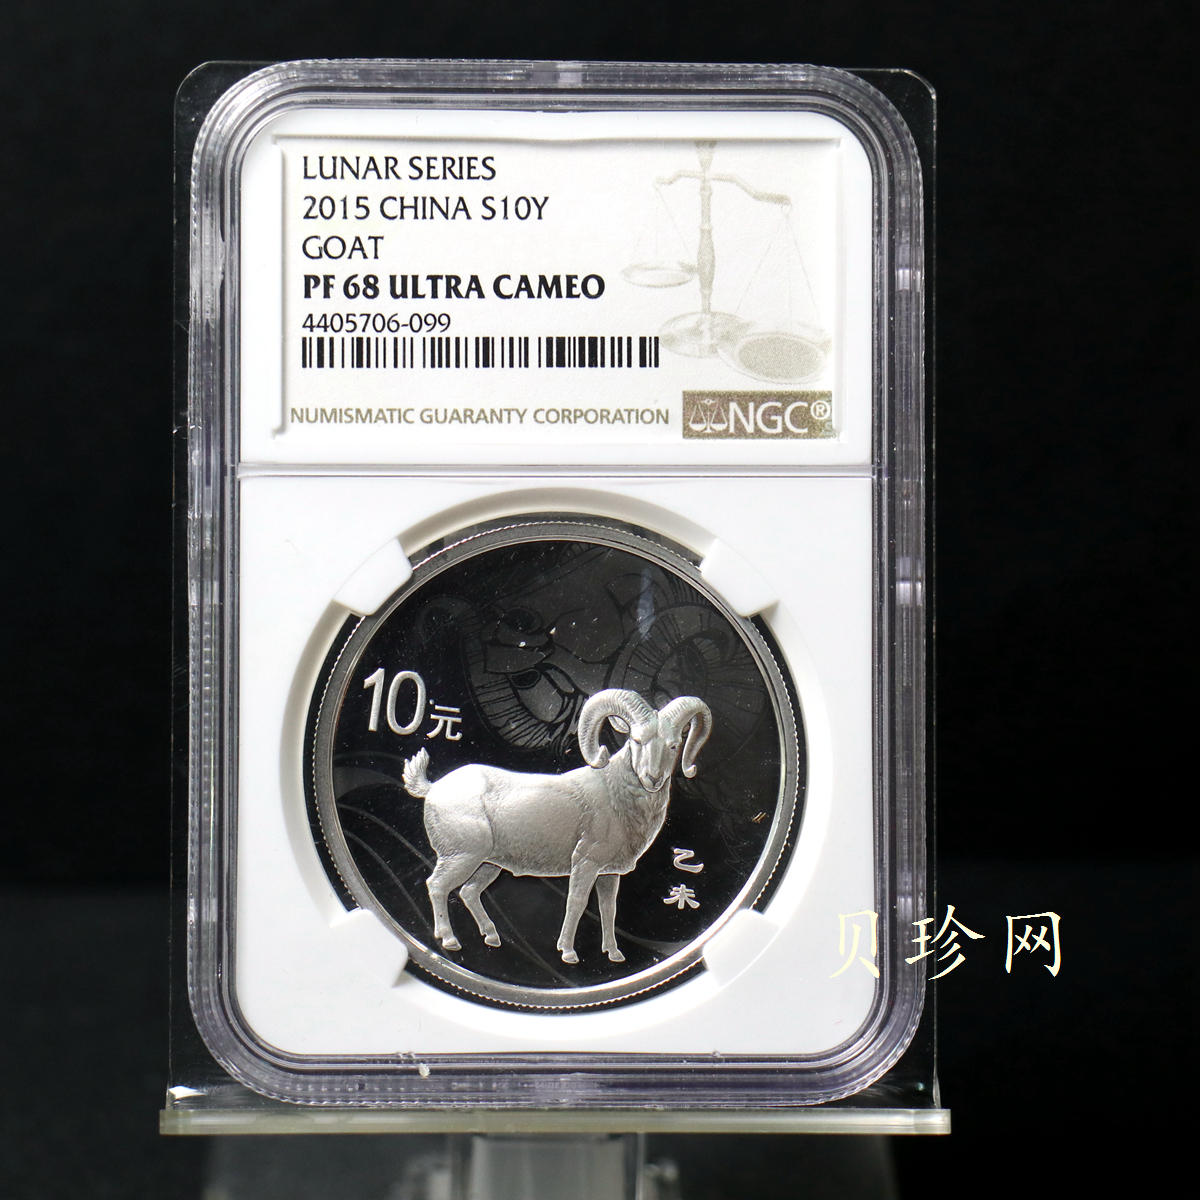 LUNAR SERIES
2015 CHINA S10Y
GOAT
PF 68 ULTRA CAMEO
4405706-099
NUMISMATIC GUARANTY CORPORATION
NGC®
10元
乙未
贝珍网